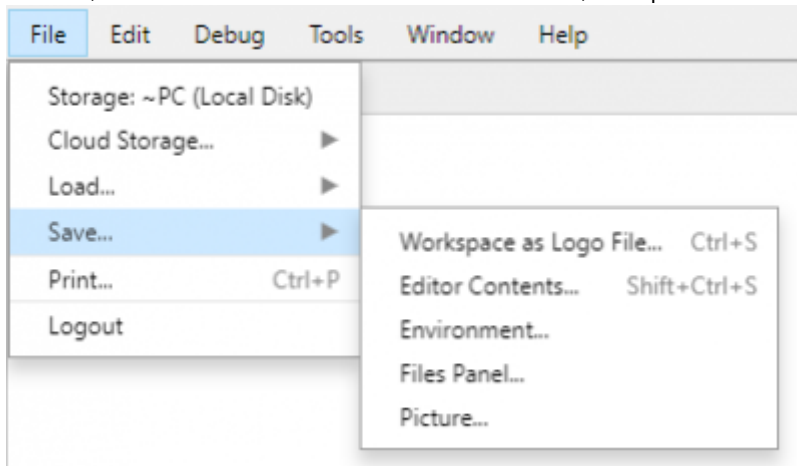 File Edit Debug Tools Window Help
Storage: ~PC (Local Disk)
Cloud Storage...
Load...
Save...
Print... Ctrl+P
Logout
Workspace as Logo File... Ctrl+S
Editor Contents... Shift+Ctrl+S
Environment...
Files Panel...
Picture...